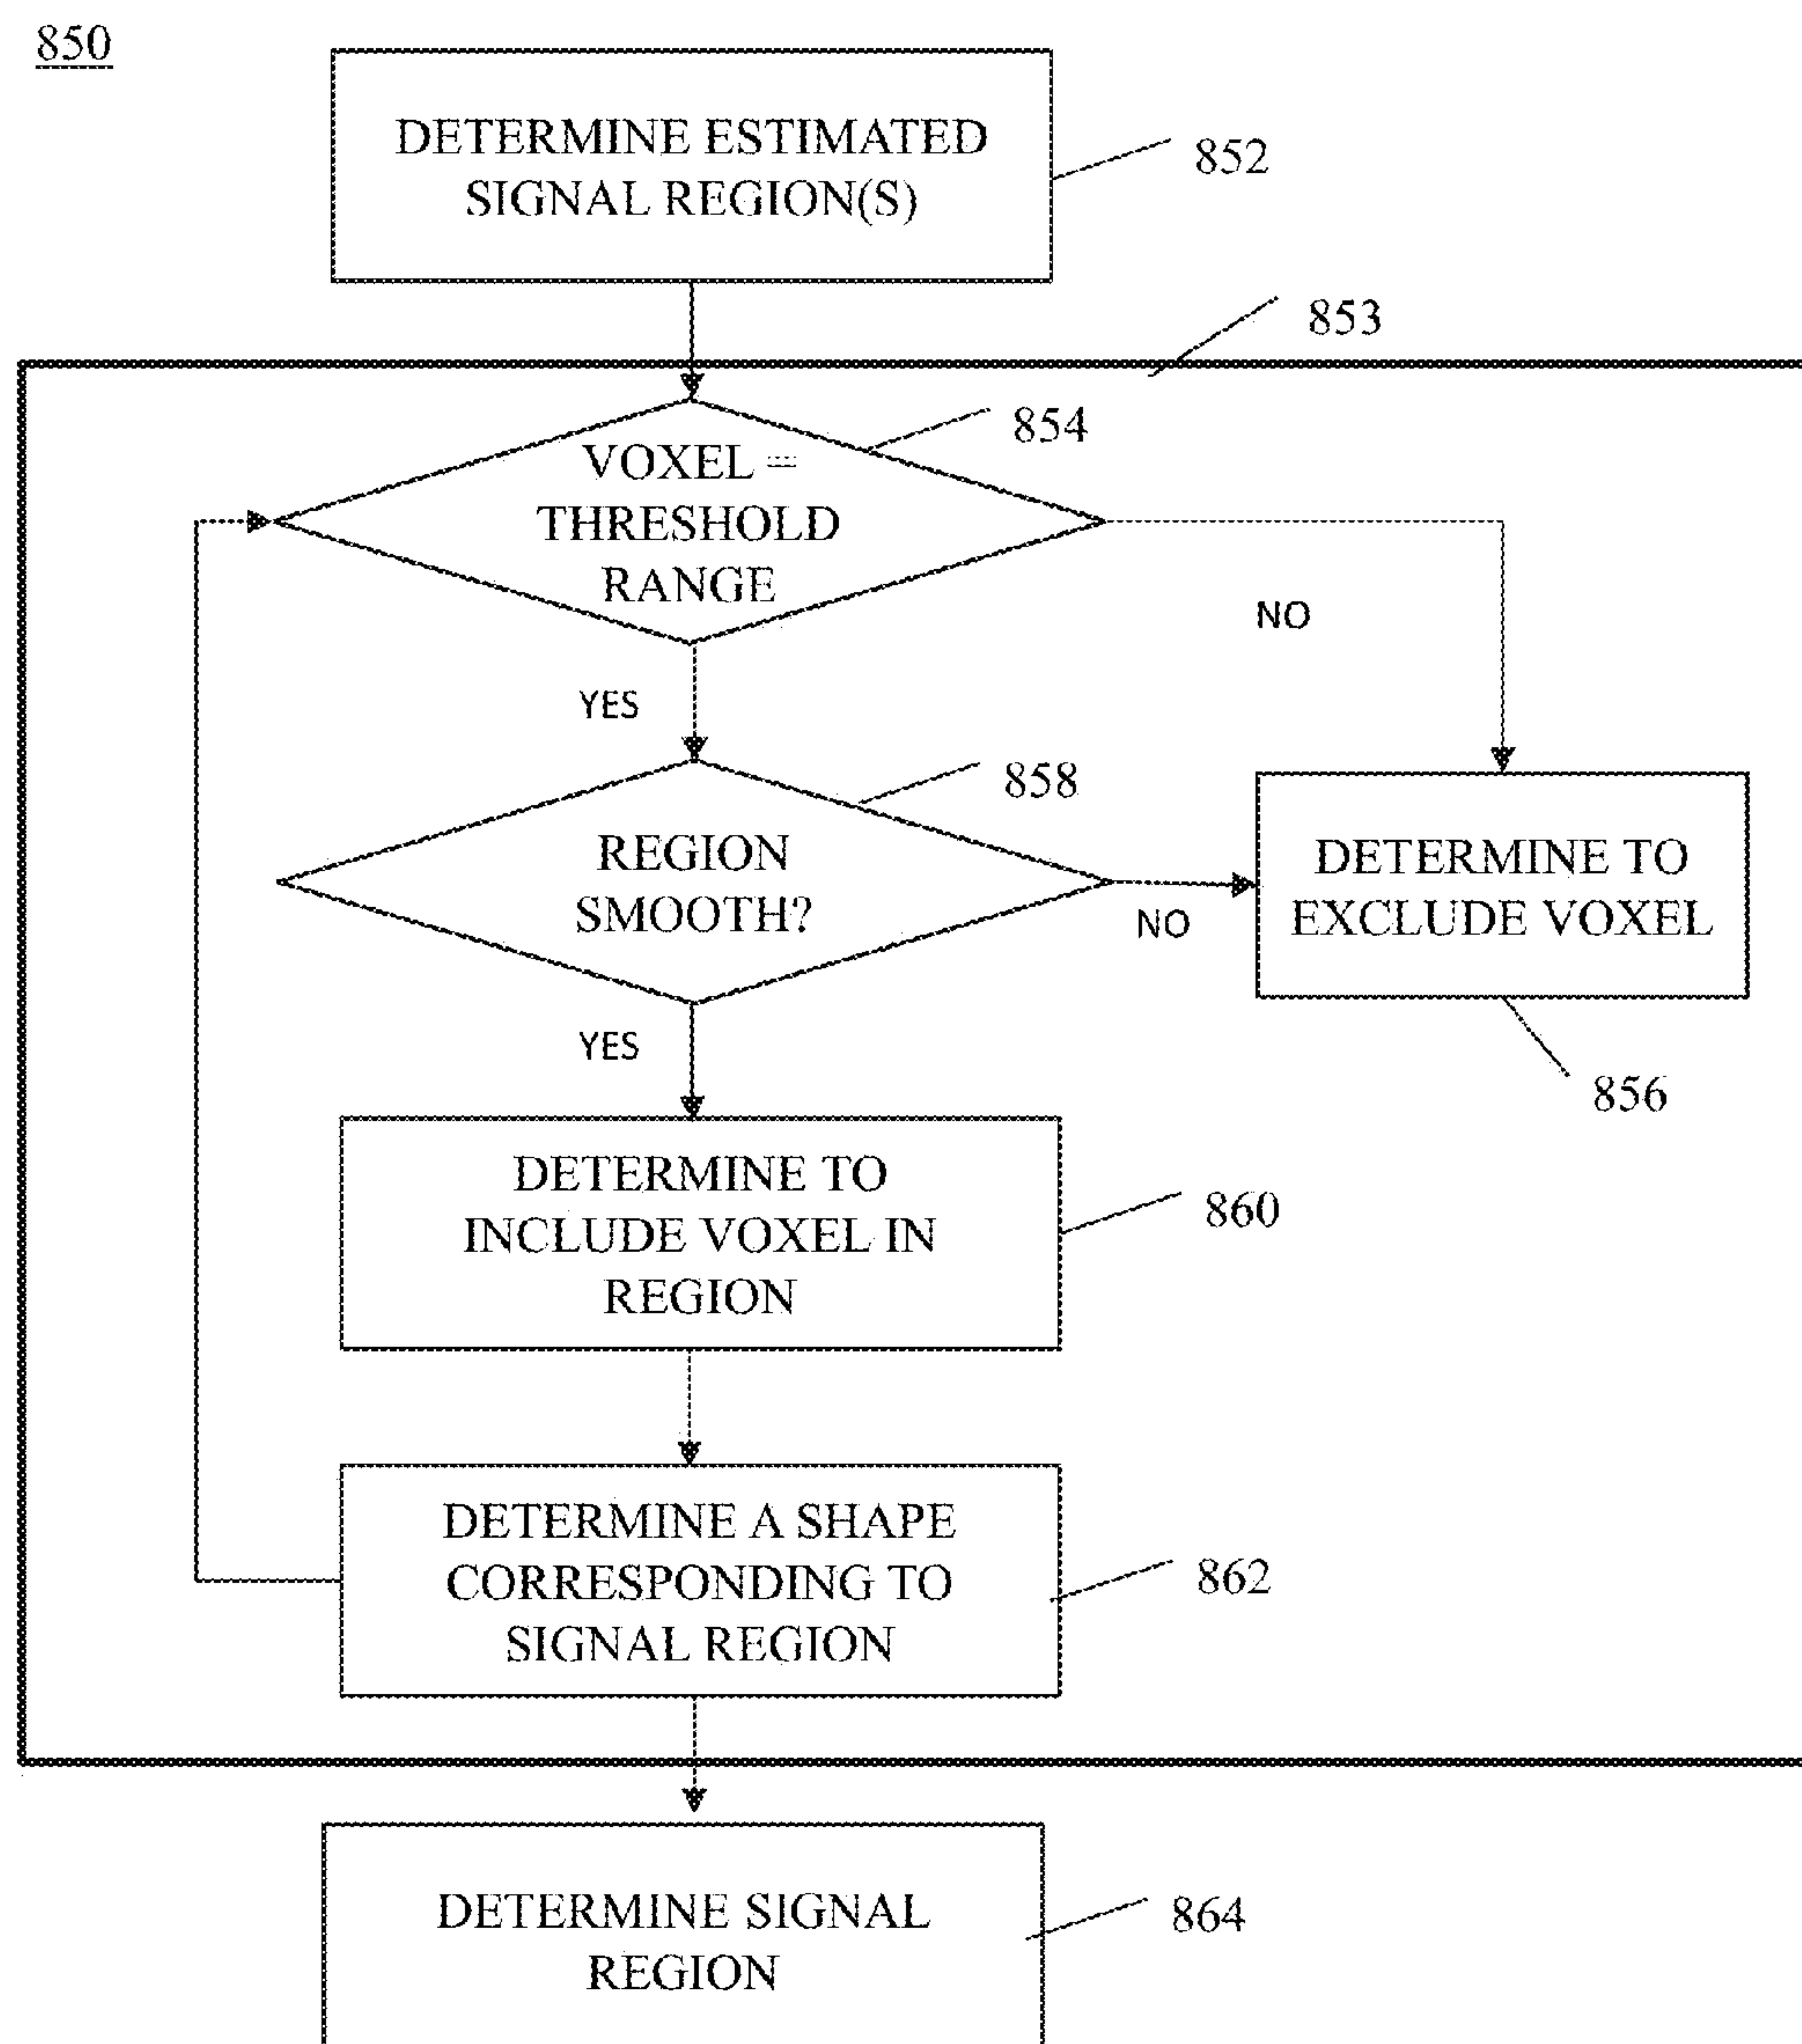 850
DETERMINE ESTIMATED
SIGNAL REGION(S)
852
853
854
VOXEL =
THRESHOLD
RANGE
NO
YES
858
REGION
SMOOTH?
NO
DETERMINE TO
EXCLUDE VOXEL
856
YES
DETERMINE TO
INCLUDE VOXEL IN
REGION
860
DETERMINE A SHAPE
CORRESPONDING TO
SIGNAL REGION
862
DETERMINE SIGNAL
REGION
864